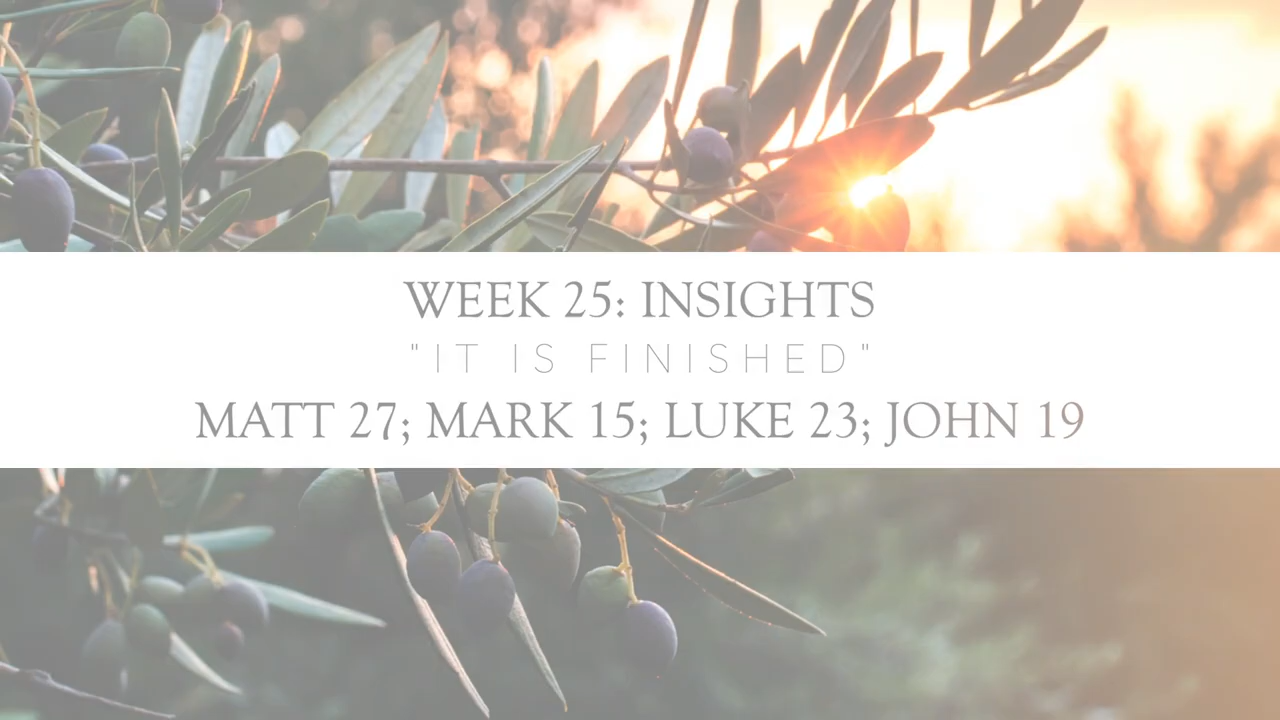 WEEK 25: INSIGHTS
"IT IS FINISHED"
MATT 27; MARK 15; LUKE 23; JOHN 19